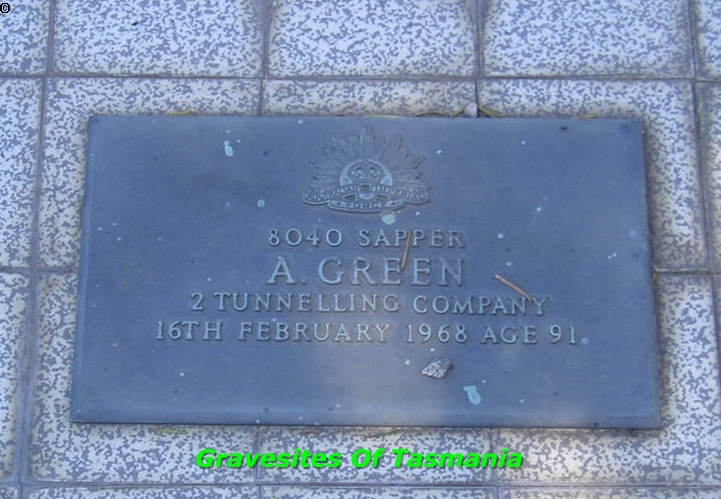 ©
8040 SAPPER
A. GREEN
2 TUNNELLING COMPANY
16TH FEBRUARY 1968 AGE 91
Gravesites Of Tasmania